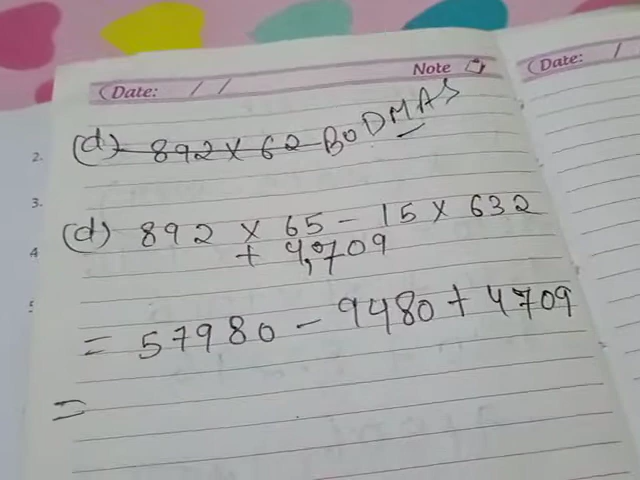 Note
Date: / /
Date: /
2.
(d) 892 x 62 BODMAS
3.
(d) 892 x 65 - 15 x 632
4
+ 4,709
= 57980 - 9480 + 4709
=